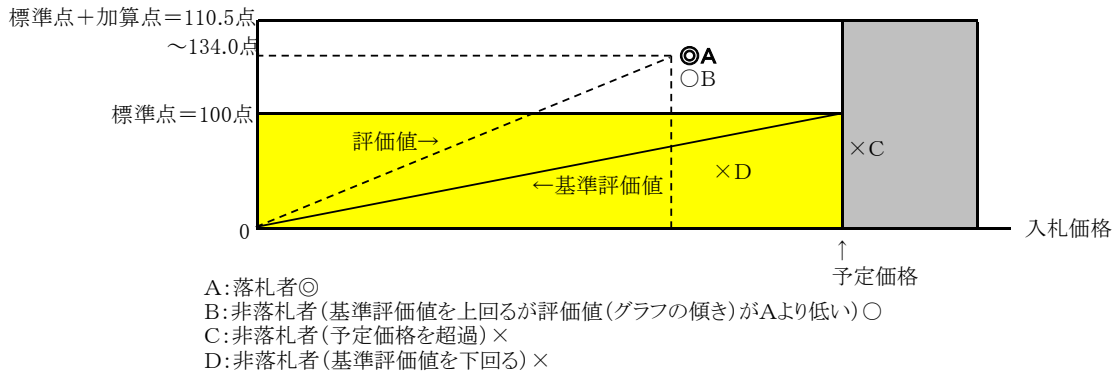 標準点+加算点=110.5点
~134.0点
◎A
○B
標準点=100点
評価値→
×C
×D
←基準評価値
0
入札価格
↑
予定価格
A:落札者◎
B:非落札者(基準評価値を上回るが評価値(グラフの傾き)がAより低い)○
C:非落札者(予定価格を超過)×
D:非落札者(基準評価値を下回る)×